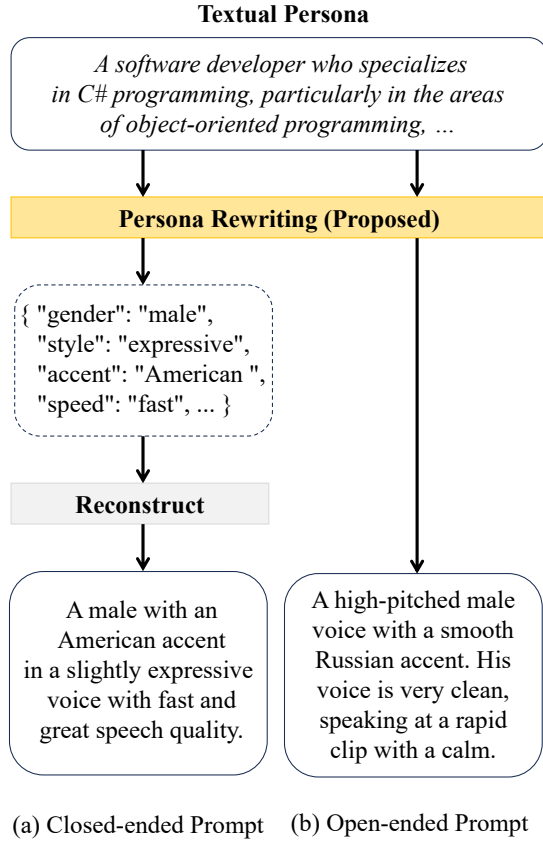 Textual Persona
A software developer who specializes
in C# programming, particularly in the areas
of object-oriented programming, ...
Persona Rewriting (Proposed)
{ "gender": "male",
"style": "expressive",
"accent": "American ",
"speed": "fast", ... }
Reconstruct
A male with an
American accent
in a slightly expressive
voice with fast and
great speech quality.
A high-pitched male
voice with a smooth
Russian accent. His
voice is very clean,
speaking at a rapid
clip with a calm.
(a) Closed-ended Prompt
(b) Open-ended Prompt